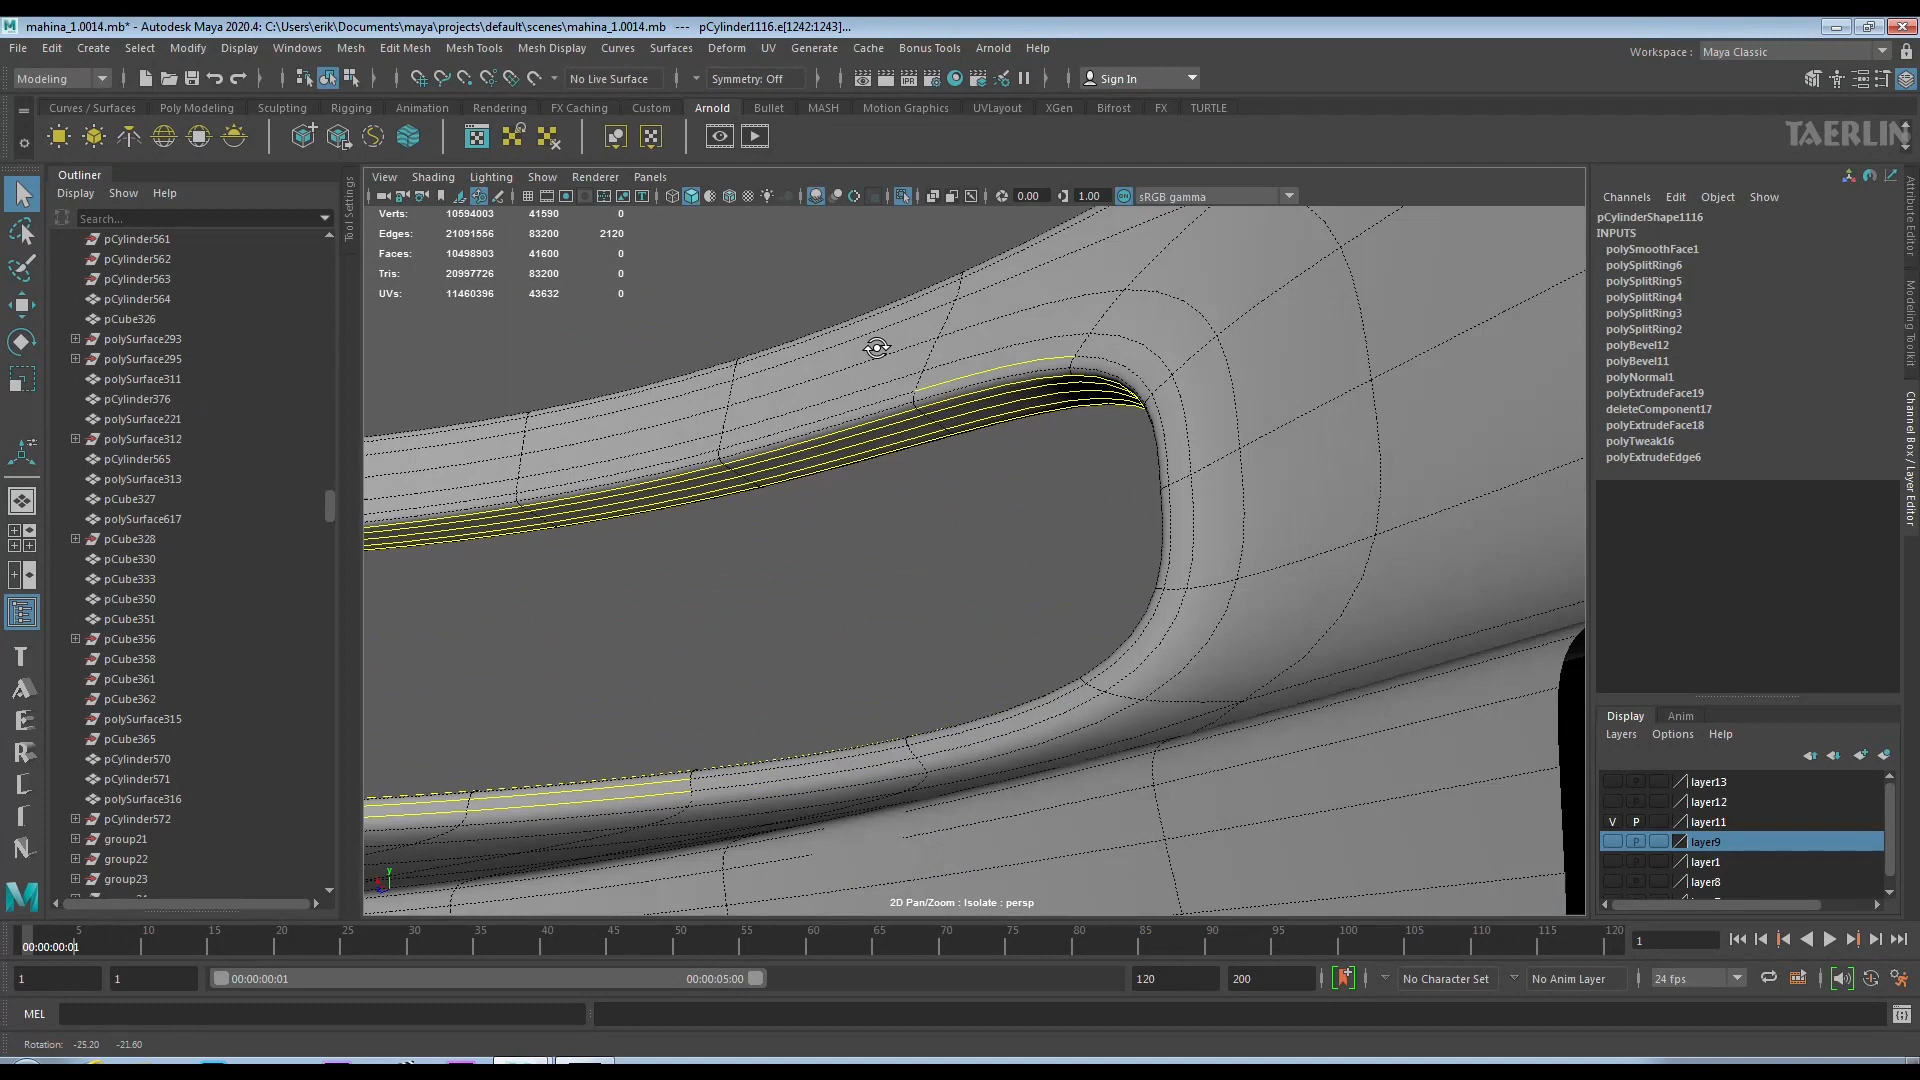 mahina_1.0014.mb* - Autodesk Maya 2020.4: C:\Users\erik\Documents\maya\projects\default\scenes\mahina_1.0014.mb --- pCylinder1116.e[1242:1243]...
File Edit Create Select Modify Display Windows Mesh Edit Mesh Mesh Tools Mesh Display Curves Surfaces Deform UV Generate Cache Bonus Tools Arnold Help Workspace : Maya Classic
Modeling No Live Surface Symmetry: Off Sign In
Curves / Surfaces Poly Modeling Sculpting Rigging Animation Rendering FX Caching Custom Arnold Bullet MASH Motion Graphics UVLayout XGen Bifrost FX TURTLE
TAERLIN
Outliner
Display Show Help
Search...
pCylinder561
pCylinder562
pCylinder563
pCylinder564
pCube326
polySurface293
polySurface295
polySurface311
pCylinder376
polySurface221
polySurface312
pCylinder565
polySurface313
pCube327
polySurface617
pCube328
pCube330
pCube333
pCube350
pCube351
pCube356
pCube358
pCube361
pCube362
polySurface315
pCube365
pCylinder570
pCylinder571
polySurface316
pCylinder572
group21
group22
group23
Tool Settings
View Shading Lighting Show Renderer Panels
0.00 1.00 ON sRGB gamma
Verts: 10594003 41590 0
Edges: 21091556 83200 2120
Faces: 10498903 41600 0
Tris: 20997726 83200 0
UVs: 11460396 43632 0
y
2D Pan/Zoom : Isolate : persp
Channels Edit Object Show
pCylinderShape1116
INPUTS
polySmoothFace1
polySplitRing6
polySplitRing5
polySplitRing4
polySplitRing3
polySplitRing2
polyBevel12
polyBevel11
polyNormal1
polyExtrudeFace19
deleteComponent17
polyExtrudeFace18
polyTweak16
polyExtrudeEdge6
Display Anim
Layers Options Help
P layer13
P layer12
V P layer11
P layer9
P layer1
P layer8
Attribute Editor
Modeling Toolkit
Channel Box / Layer Editor
5 10 15 20 25 30 35 40 45 50 55 60 65 70 75 80 85 90 95 100 105 110 115 120
00:00:00:01
1
1 1 00:00:00:01 00:00:05:00 120 200 No Character Set No Anim Layer 24 fps
MEL
Rotation: -25.20 -21.60